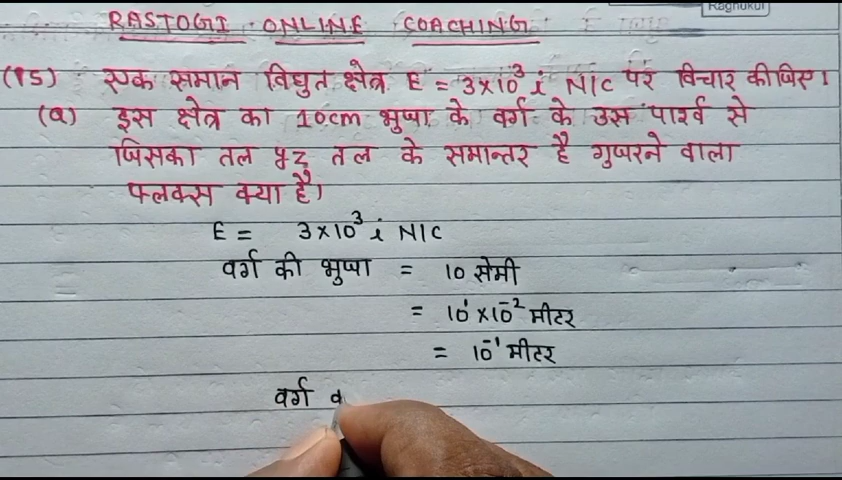 Raghukul
RASTOGI ONLINE COACHING
(15) एक समान विद्युत क्षेत्र E = 3×10³ i N/C पर विचार कीजिए।
(a) इस क्षेत्र का 10cm भुजा के वर्ग के उस पार्श्व से
जिसका तल yz तल के समान्तर है गुजरने वाला
फ्लक्स क्या है।
E = 3×10³ i N/C
वर्ग की भुजा = 10 सेमी
= 10¹×10⁻² मीटर
= 10⁻¹ मीटर
वर्ग